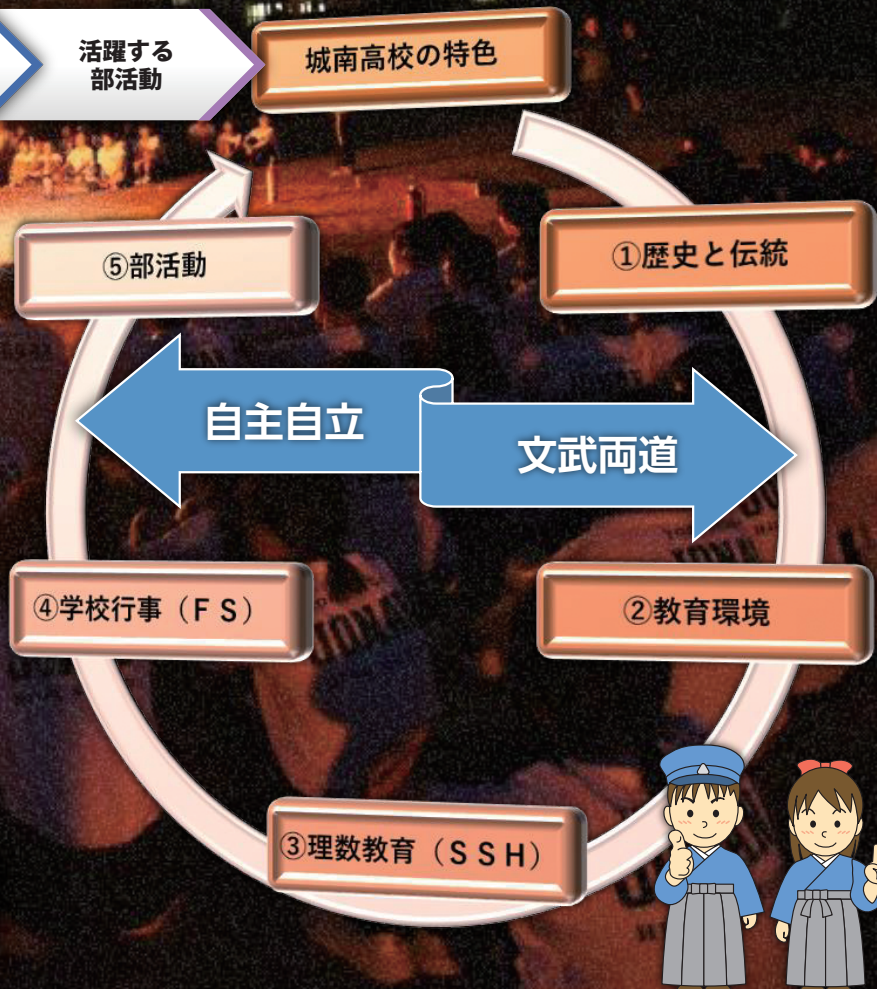 活躍する
部活動
城南高校の特色
①歴史と伝統
⑤部活動
自主自立
文武両道
④学校行事（ＦＳ）
②教育環境
③理数教育（ＳＳＨ）